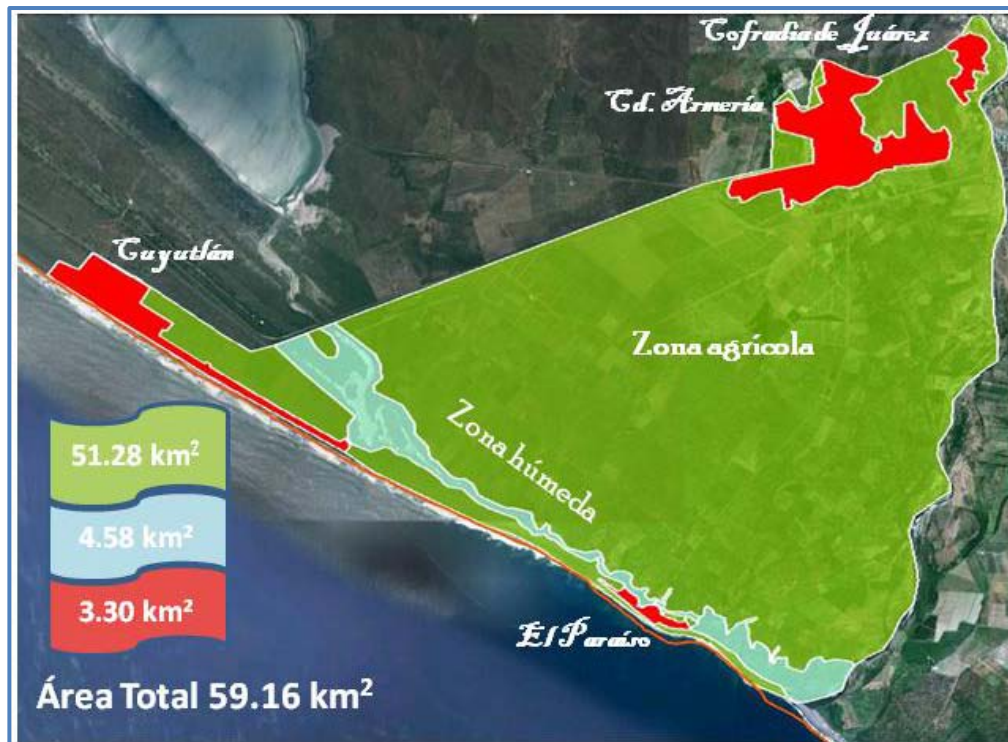 Cofradia de Juárez
Cd. Armería
Cuyutlán
Zona agrícola
Zona húmeda
51.28 km²
4.58 km²
3.30 km²
El Paraíso
Área Total 59.16 km²